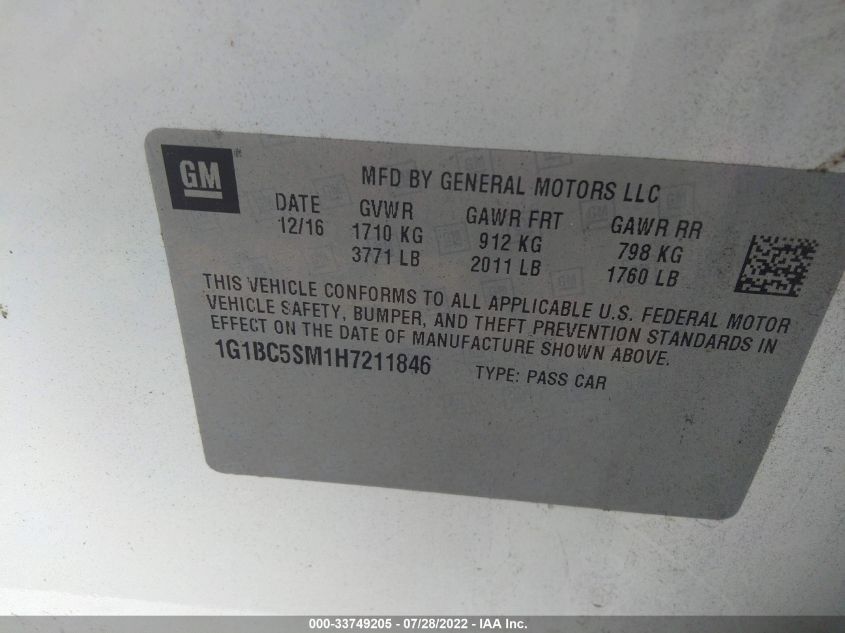 GM
MFD BY GENERAL MOTORS LLC
DATE GVWR GAWR FRT GAWR RR
12/16 1710 KG 912 KG 798 KG
3771 LB 2011 LB 1760 LB
THIS VEHICLE CONFORMS TO ALL APPLICABLE U.S. FEDERAL MOTOR
VEHICLE SAFETY, BUMPER, AND THEFT PREVENTION STANDARDS IN
EFFECT ON THE DATE OF MANUFACTURE SHOWN ABOVE.
1G1BC5SM1H7211846 TYPE: PASS CAR
000-33749205 - 07/28/2022 - IAA Inc.